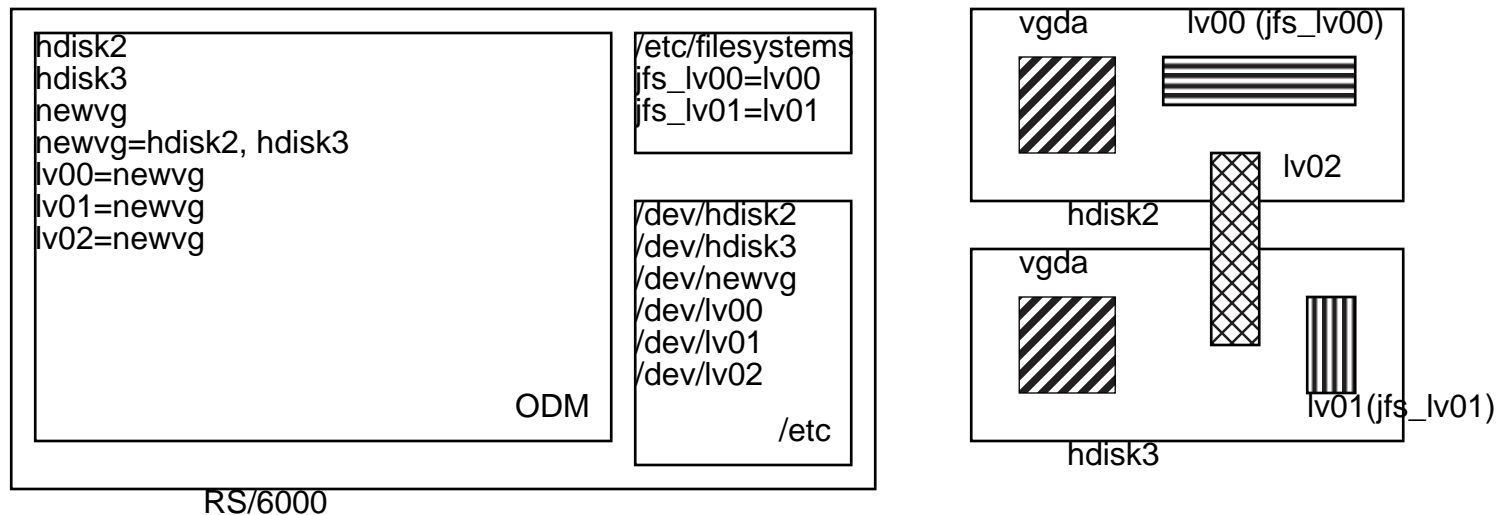 hdisk2
hdisk3
newvg
newvg=hdisk2, hdisk3
lv00=newvg
lv01=newvg
lv02=newvg
ODM
/etc/filesystems
jfs_lv00=lv00
jfs_lv01=lv01
/dev/hdisk2
/dev/hdisk3
/dev/newvg
/dev/lv00
/dev/lv01
/dev/lv02
/etc
RS/6000
vgda
lv00 (jfs_lv00)
lv02
hdisk2
vgda
lv01(jfs_lv01)
hdisk3